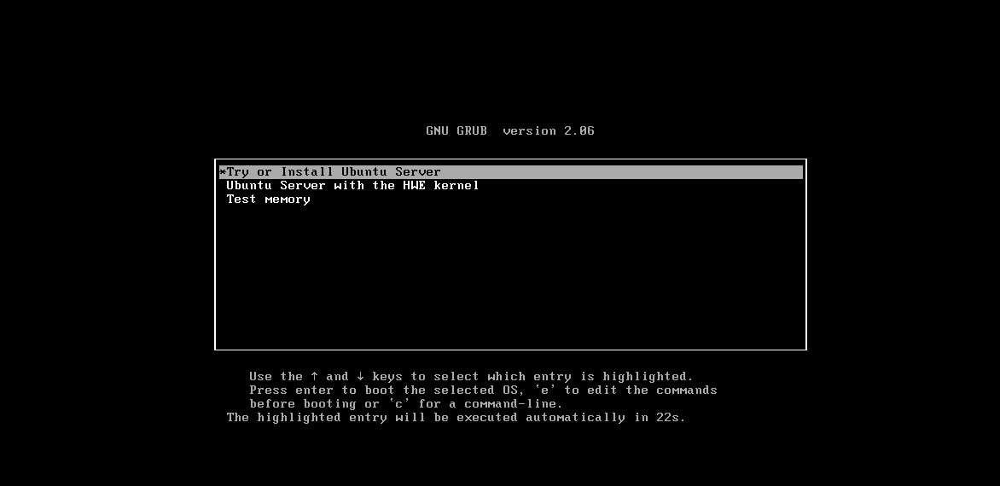 GNU GRUB  version 2.06
*Try or Install Ubuntu Server
Ubuntu Server with the HWE kernel
Test memory
Use the ↑ and ↓ keys to select which entry is highlighted.
Press enter to boot the selected OS, `e' to edit the commands
before booting or `c' for a command-line.
The highlighted entry will be executed automatically in 22s.